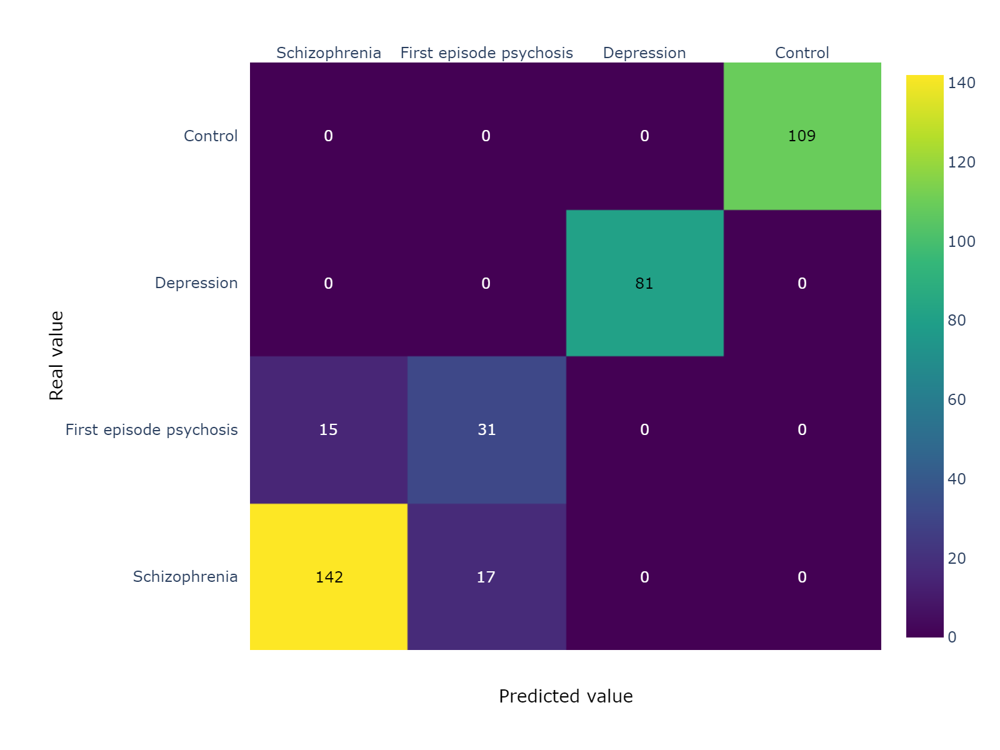 Schizophrenia First episode psychosis Depression Control
140
Control 0 0 0 109
120
100
Depression 0 0 81 0
80
Real value
60
First episode psychosis 15 31 0 0
40
20
Schizophrenia 142 17 0 0
0
Predicted value